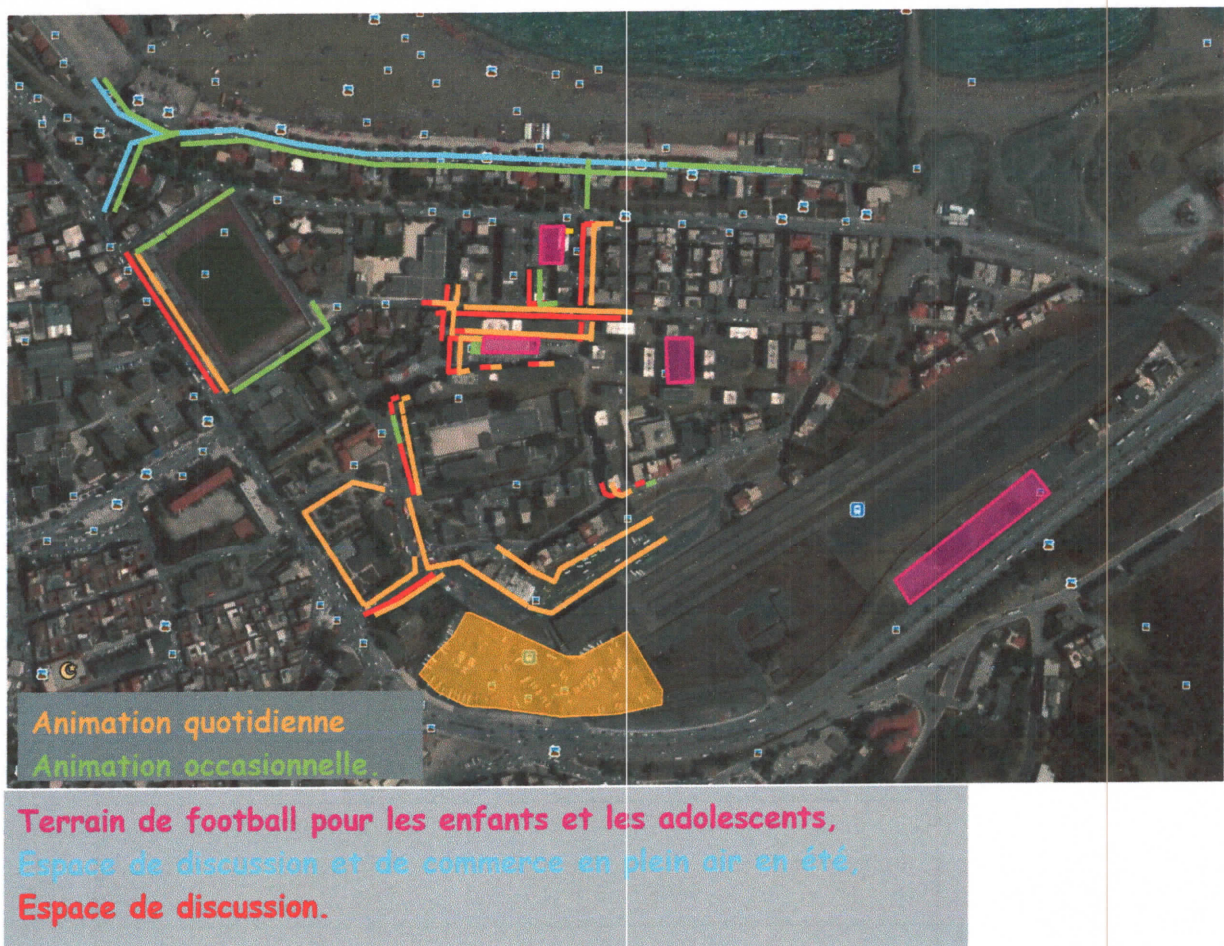 Animation quotidienne
Animation occasionnelle.
Terrain de football pour les enfants et les adolescents,
Espace de discussion et de commerce en plein air en été,
Espace de discussion.